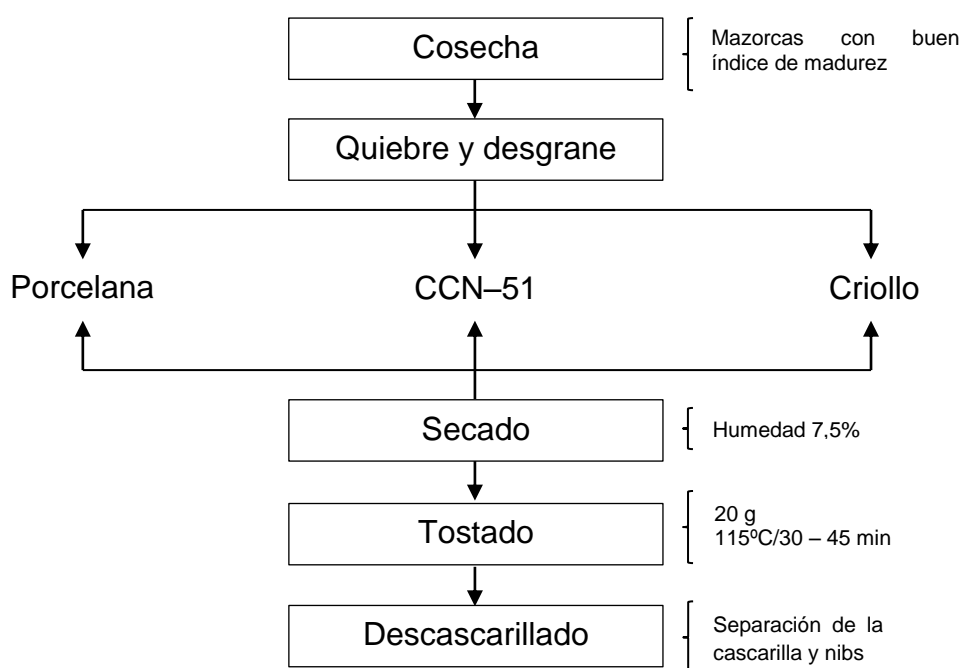 Cosecha
Mazorcas con buen
índice de madurez
Quiebre y desgrane
Porcelana
CCN–51
Criollo
Secado
Humedad 7,5%
Tostado
20 g
115ºC/30 – 45 min
Descascarillado
Separación de la
cascarilla y nibs